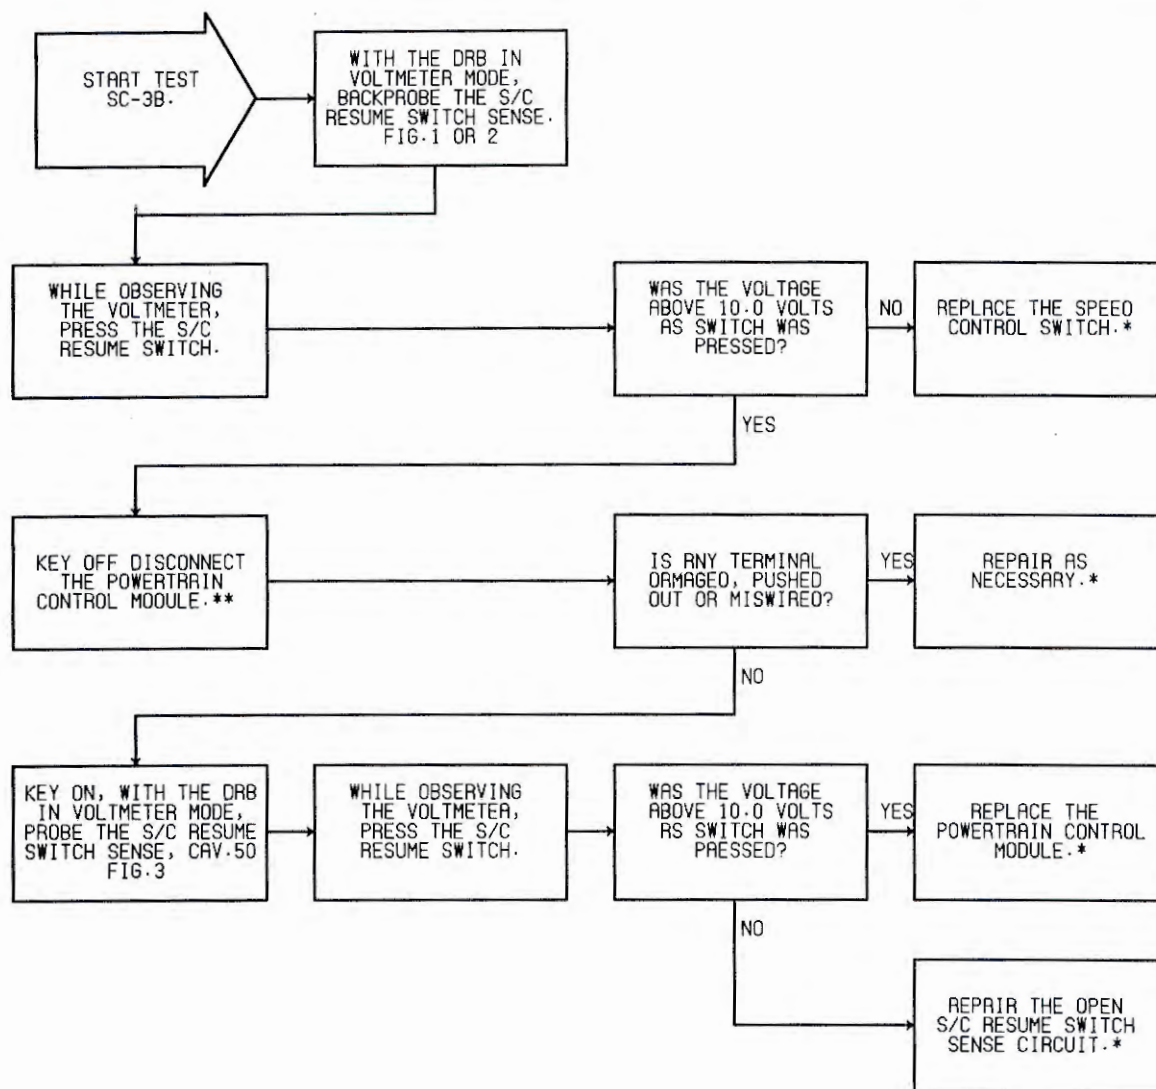 START TEST
SC-3B.
WITH THE DRB IN
VOLTMETER MODE,
BACKPROBE THE S/C
RESUME SWITCH SENSE.
FIG.1 OR 2
WHILE OBSERVING
THE VOLTMETER,
PRESS THE S/C
RESUME SWITCH.
WAS THE VOLTAGE
ABOVE 10.0 VOLTS
AS SWITCH WAS
PRESSED?
NO
REPLACE THE SPEED
CONTROL SWITCH.*
YES
KEY OFF DISCONNECT
THE POWERTRAIN
CONTROL MODULE.**
IS ANY TERMINAL
DAMAGED, PUSHED
OUT OR MISWIRED?
YES
REPAIR AS
NECESSARY.*
NO
KEY ON, WITH THE DRB
IN VOLTMETER MODE,
PROBE THE S/C RESUME
SWITCH SENSE, CAV.50
FIG.3
WHILE OBSERVING
THE VOLTMETER,
PRESS THE S/C
RESUME SWITCH.
WAS THE VOLTAGE
ABOVE 10.0 VOLTS
AS SWITCH WAS
PRESSED?
YES
REPLACE THE
POWERTRAIN CONTROL
MODULE.*
NO
REPAIR THE OPEN
S/C RESUME SWITCH
SENSE CIRCUIT.*